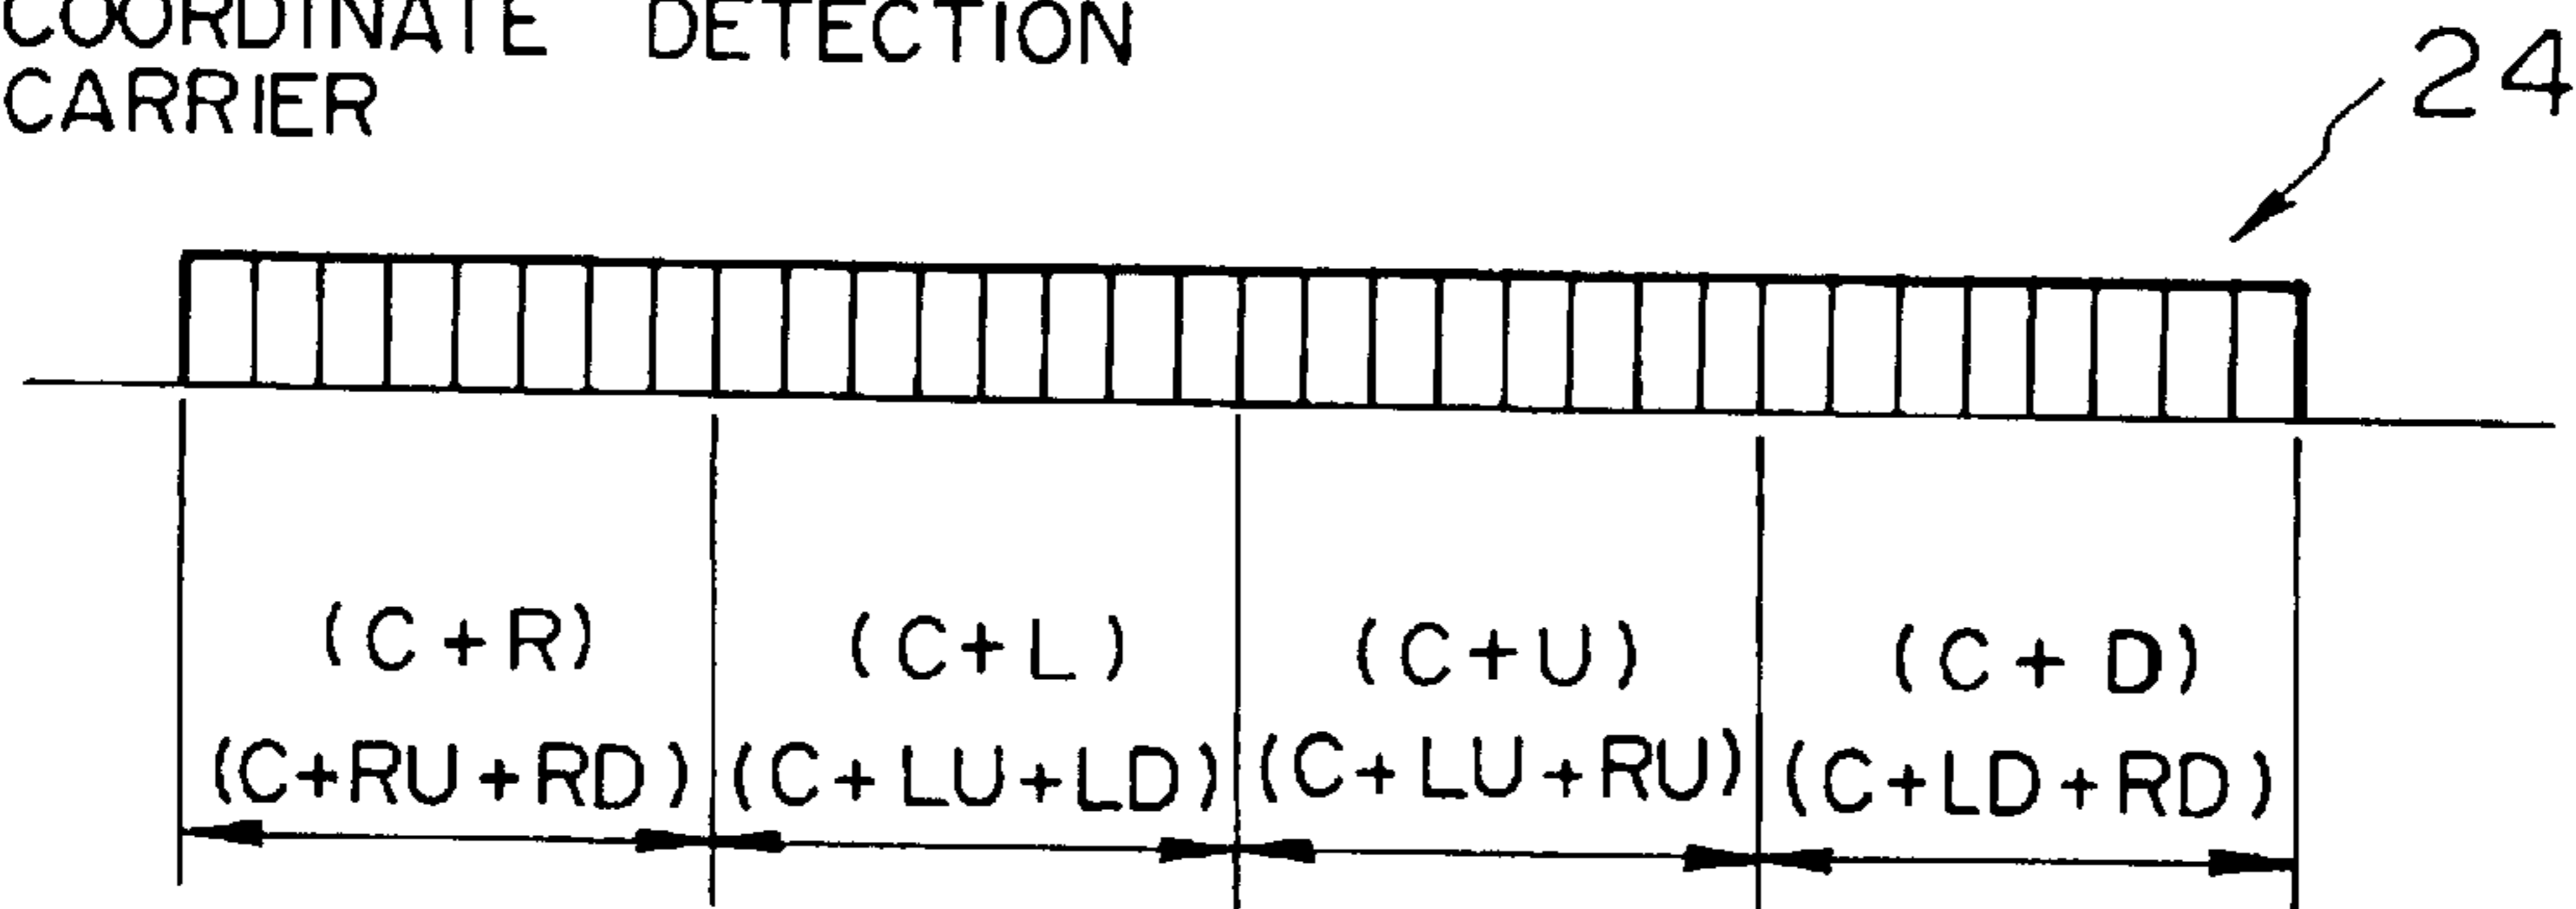 COORDINATE DETECTION
CARRIER
24
(C+R) (C+L) (C+U) (C+D)
(C+RU+RD) (C+LU+LD) (C+LU+RU) (C+LD+RD)